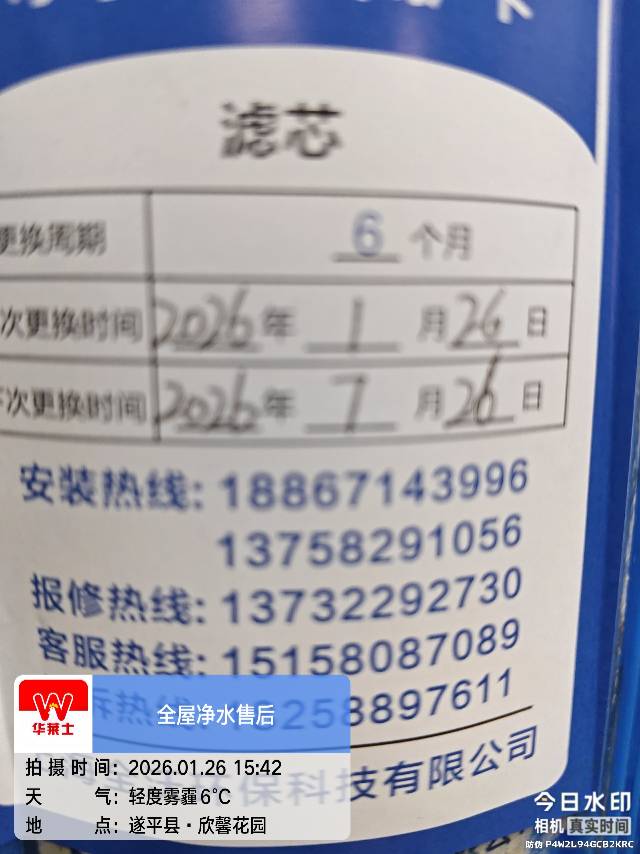 滤芯
更换周期 6 个月
次更换时间 2026 年 1 月 26 日
下次更换时间 2026 年 7 月 26 日
安装热线: 18867143996
13758291056
报修热线: 13732292730
客服热线: 15158087089
诉热线: 258897611
保科技有限公司
华莱士
全屋净水售后
拍摄时间: 2026.01.26 15:42
天气: 轻度雾霾 6℃
地点: 遂平县·欣馨花园
今日水印
相机 真实时间
防伪 P4W2L94GCB2KRC